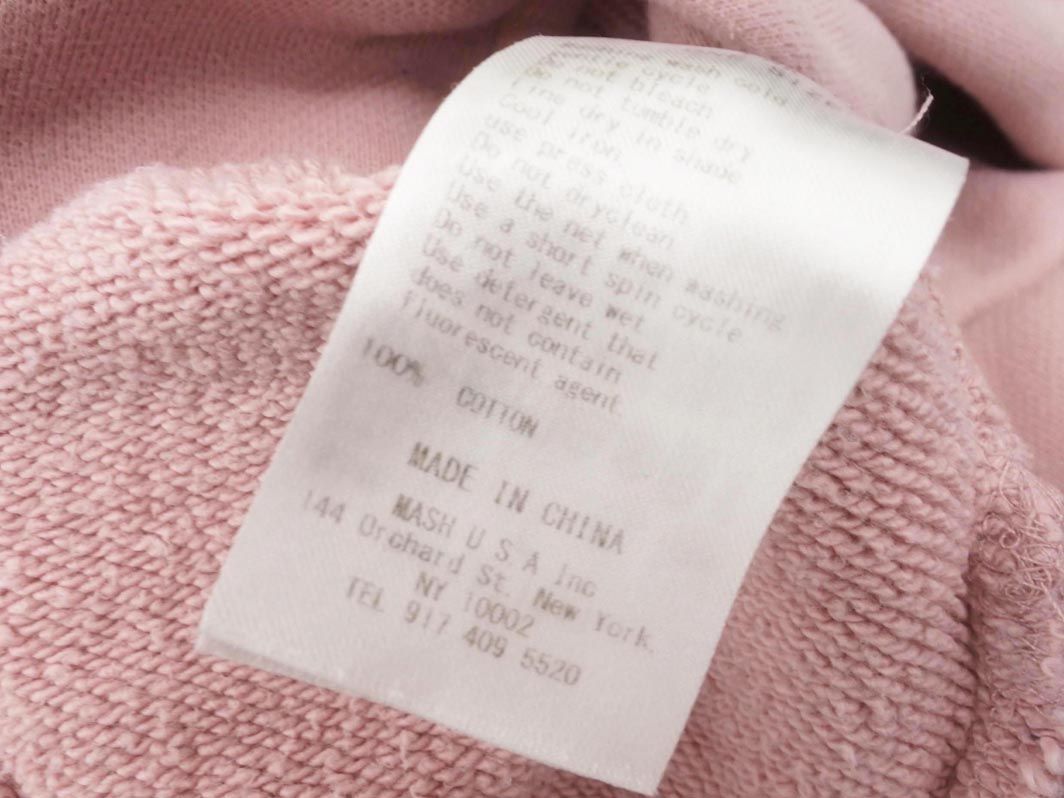 wash cold
cycle
Do not bleach
Do not tumble dry
Line dry in shade
Cool iron
use press cloth
Do not dryclean
Use the net when washing
Use a short spin cycle
Do not leave wet
Use detergent that
does not contain
fluorescent agent
100% COTTON
MADE IN CHINA
MASH U S A Inc
144 Orchard St. New York.
NY 10002
TEL 917 409 5520